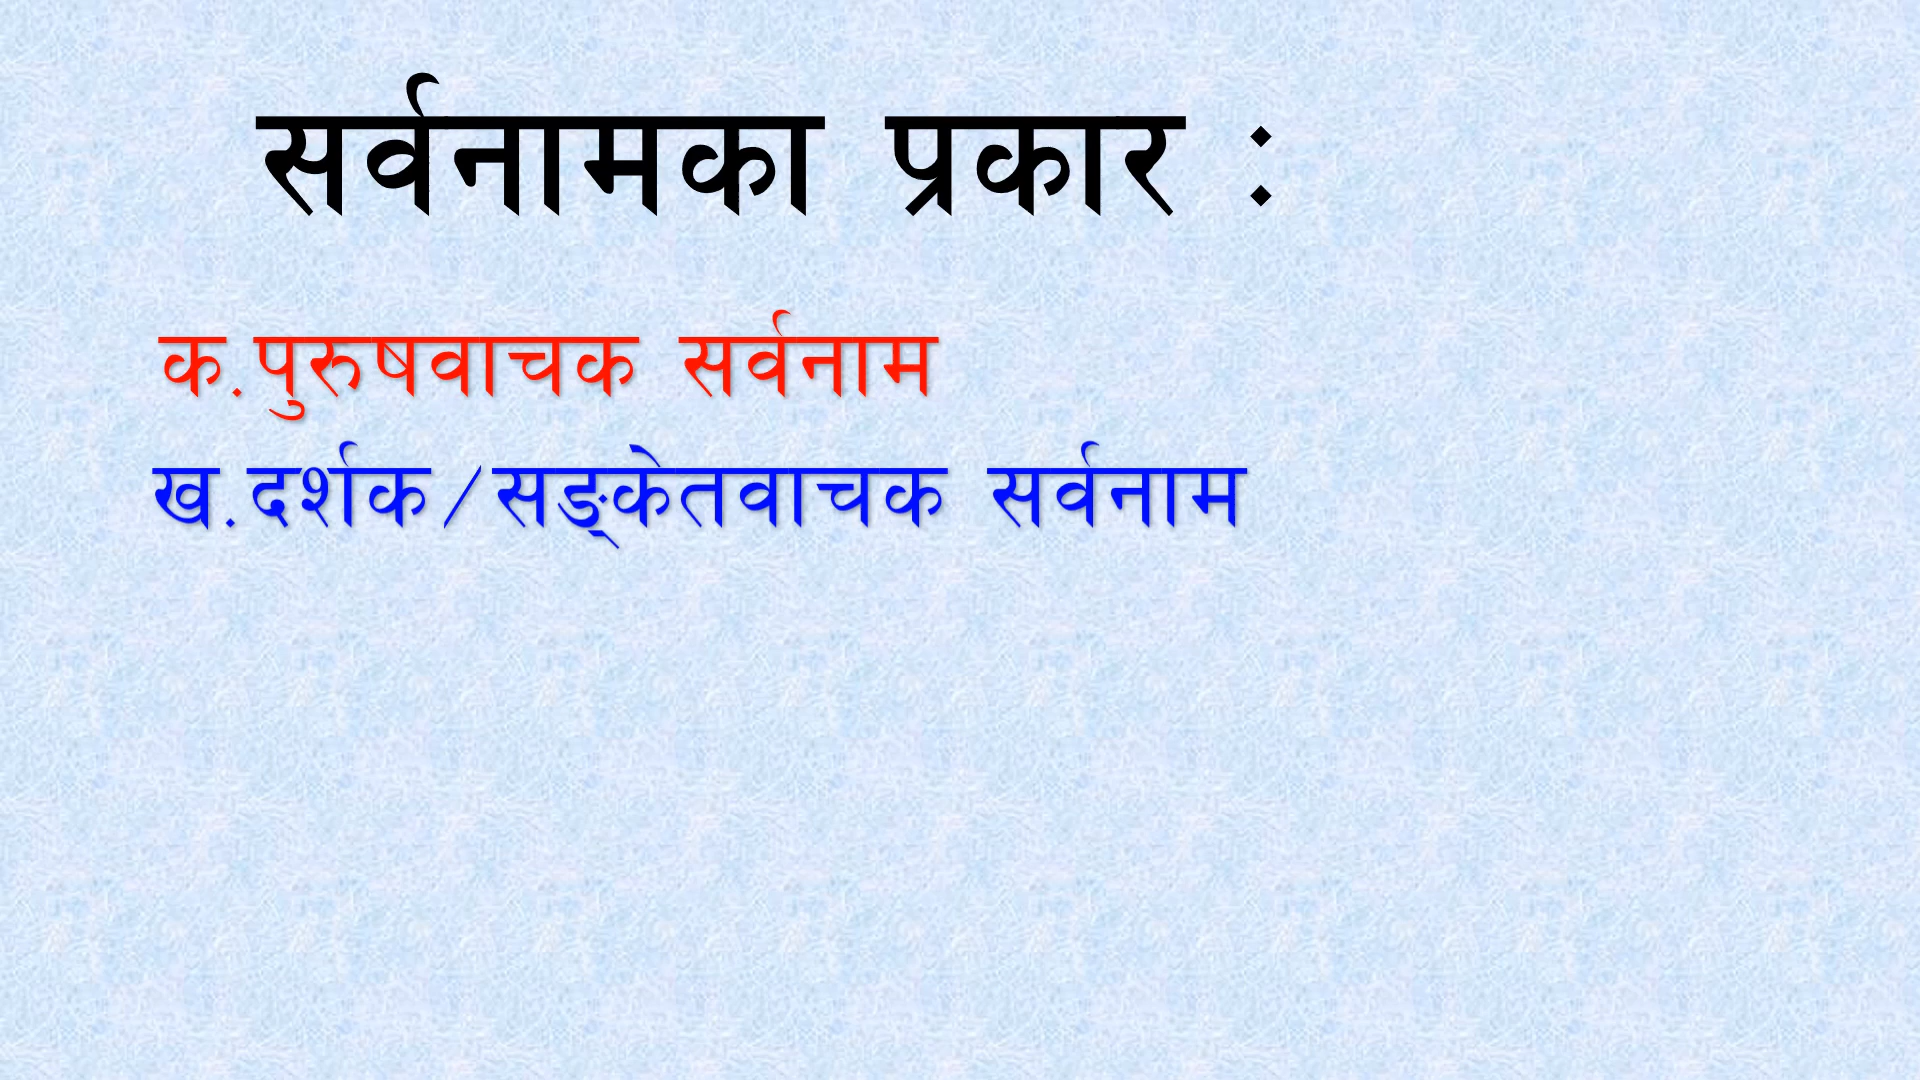 सर्वनामका प्रकार :
क.पुरुषवाचक सर्वनाम
ख.दर्शक/सङ्केतवाचक सर्वनाम